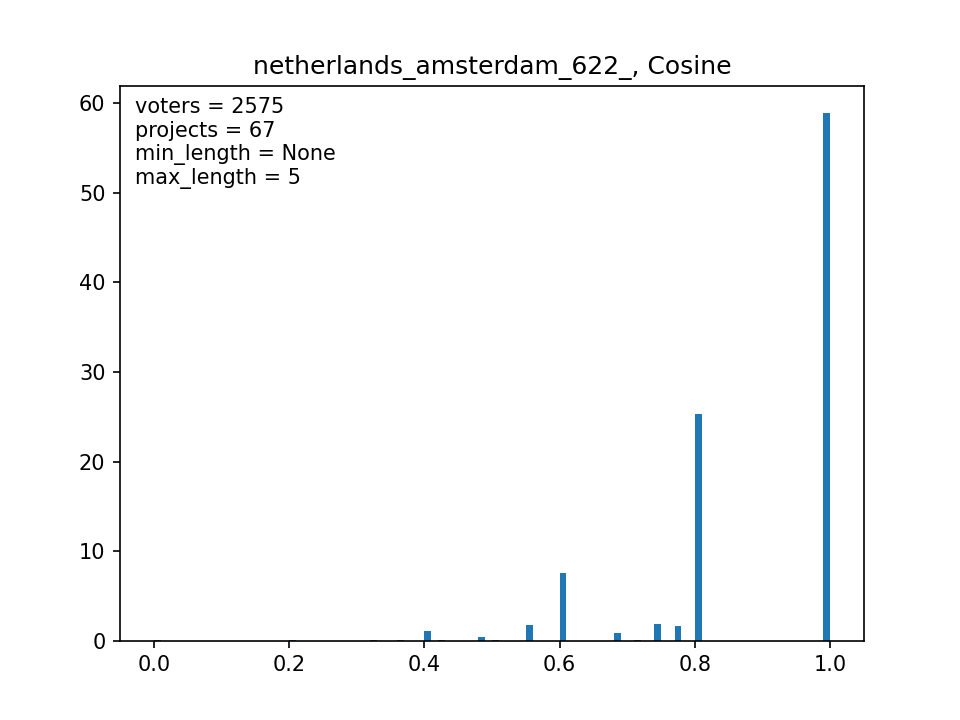 netherlands_amsterdam_622_, Cosine
voters = 2575
projects = 67
min_length = None
max_length = 5
60
50
40
30
20
10
0
0.0 0.2 0.4 0.6 0.8 1.0